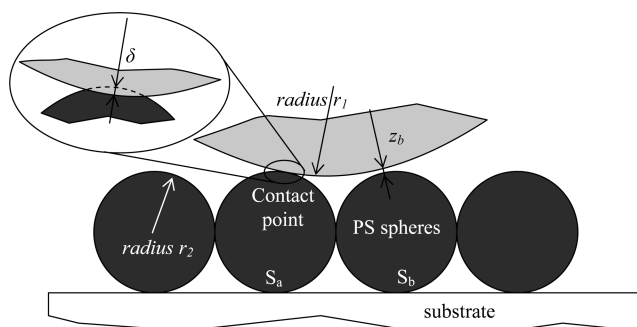 δ
radius r1
zb
Contact
point
PS spheres
radius r2
Sa
Sb
substrate